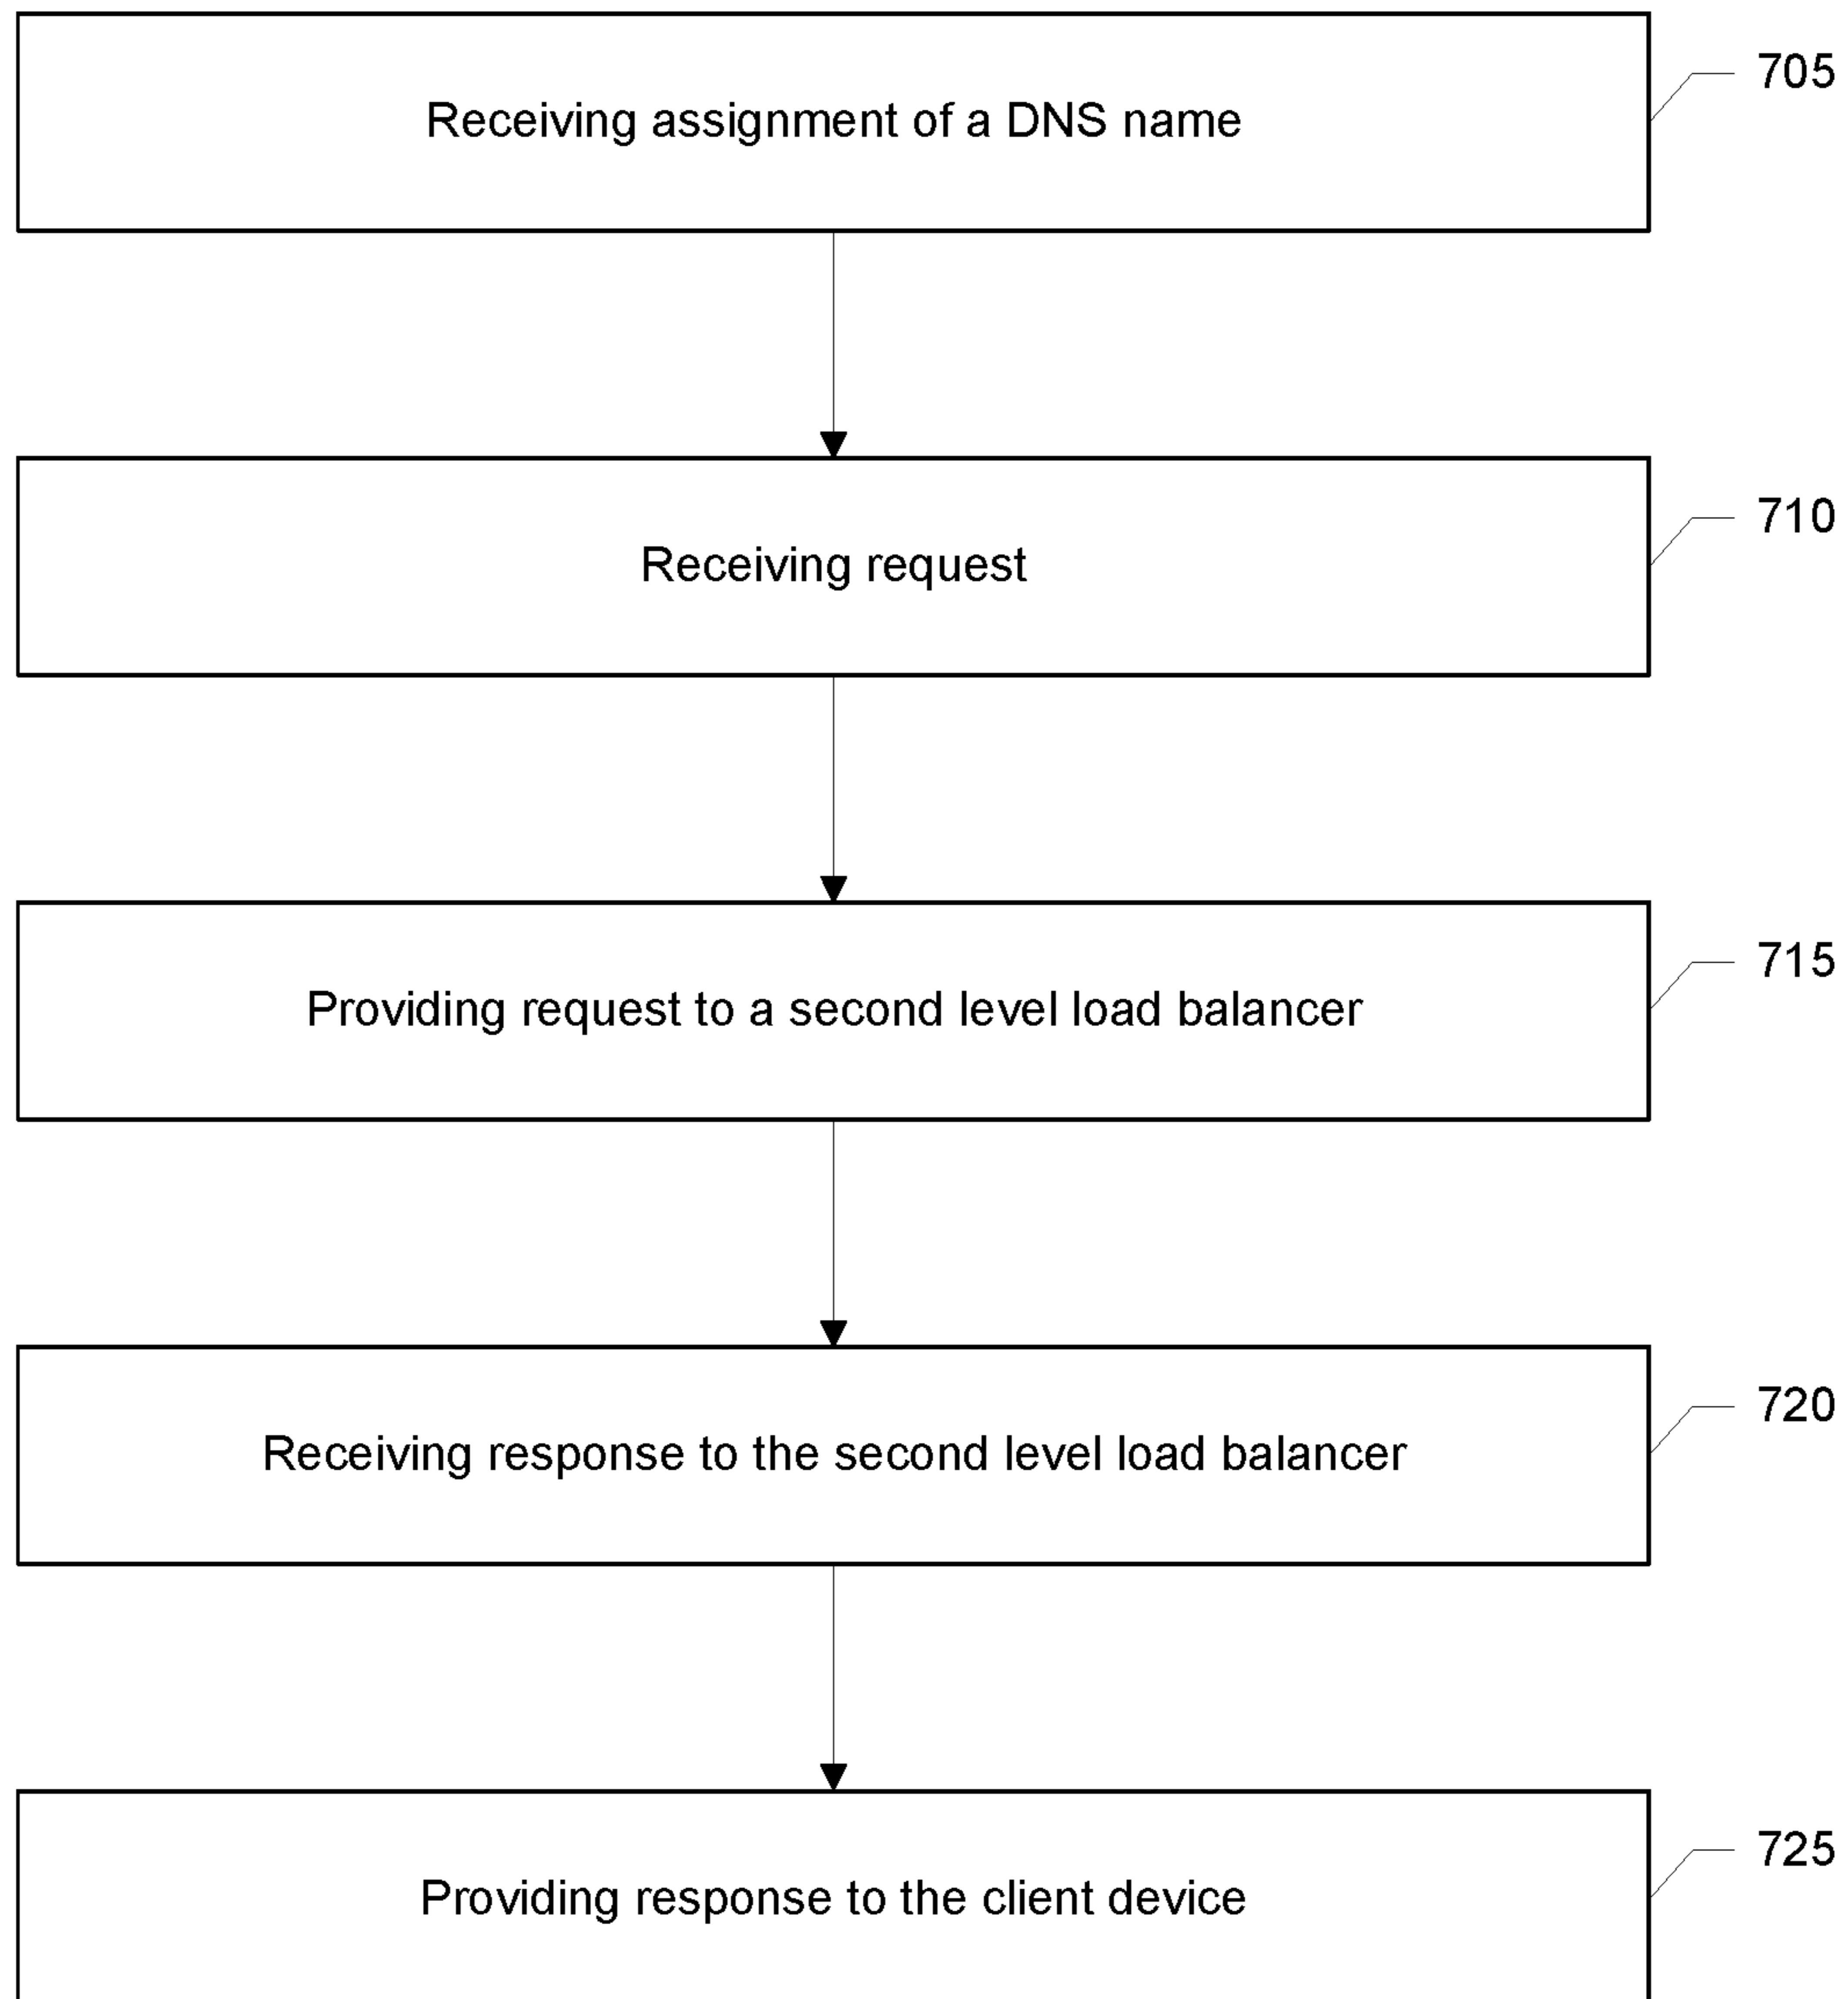 Receiving assignment of a DNS name
705
Receiving request
710
Providing request to a second level load balancer
715
Receiving response to the second level load balancer
720
Providing response to the client device
725